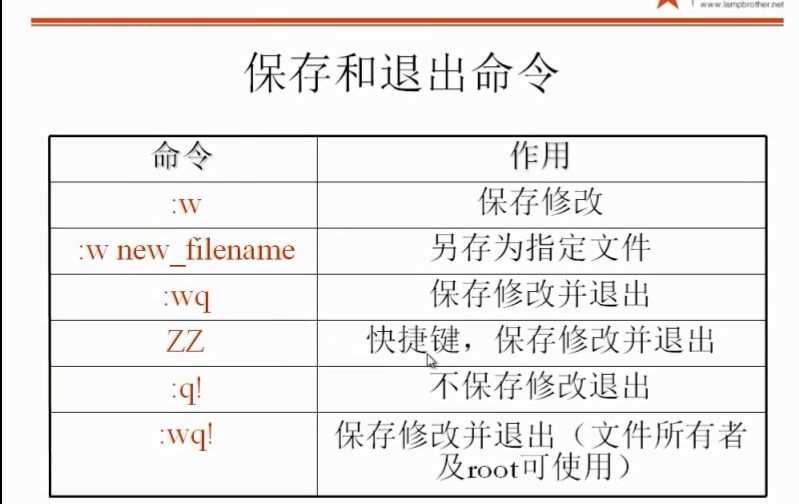 www.lampbrother.net
保存和退出命令
命令 作用
:w 保存修改
:w new_filename 另存为指定文件
:wq 保存修改并退出
ZZ 快捷键，保存修改并退出
:q! 不保存修改退出
:wq! 保存修改并退出（文件所有者
及root可使用）